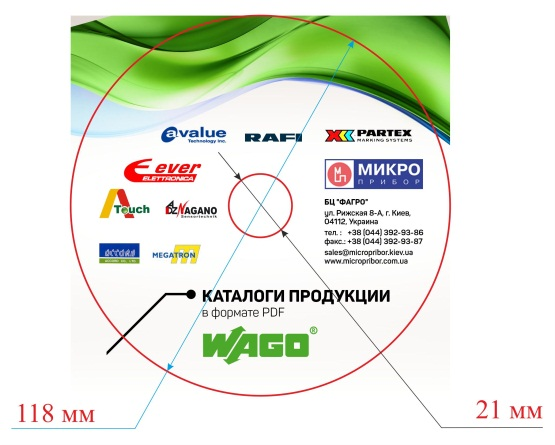 avalue
Technology Inc.
RAFI
PARTEX
MARKING SYSTEMS
ever
ELETTRONICA
МИКРО
ПРИБОР
A Touch
NAGANO
Sensortechnik
БЦ "ФАГРО"
ул. Рижская 8-А, г. Киев,
04112, Украина
тел. : +38 (044) 392-93-86
факс.: +38 (044) 392-93-87
sales@micropribor.kiev.ua
www.micropribor.com.ua
MEGATRON
КАТАЛОГИ ПРОДУКЦИИ
в формате PDF
WAGO®
118 мм
21 мм